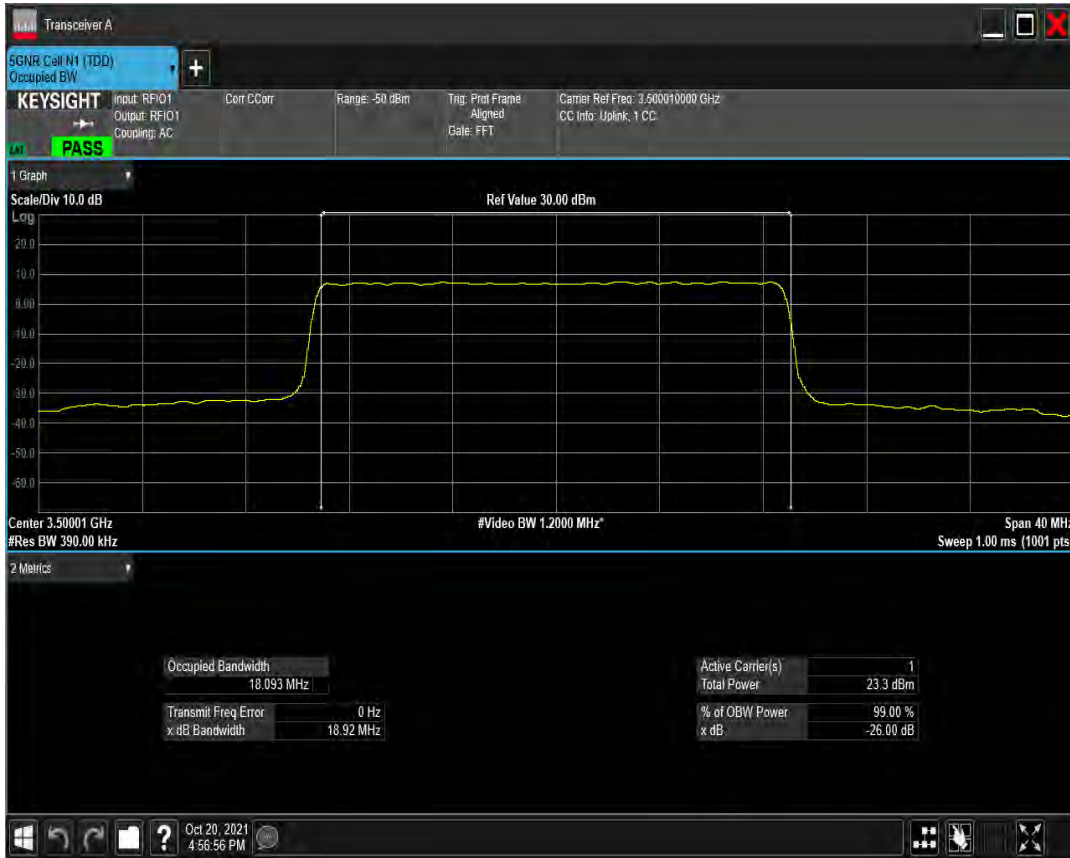 Transceiver A
5GNR Cell N1 (TDD)
Occupied BW
KEYSIGHT
PASS
Input: RFIO1
Output: RFIO1
Coupling: AC
Corr CCorr
Range: -50 dBm
Trig: Prot Frame
Aligned
Gate: FFT
Carrier Ref Freq: 3.500010000 GHz
CC Info: Uplink, 1 CC
1 Graph
Scale/Div 10.0 dB
Ref Value 30.00 dBm
Log
20.0
10.0
0.00
-10.0
-20.0
-30.0
-40.0
-50.0
-60.0
Center 3.50001 GHz
#Video BW 1.2000 MHz*
Span 40 MHz
#Res BW 390.00 kHz
Sweep 1.00 ms (1001 pts
2 Metrics
Occupied Bandwidth
18.093 MHz
Transmit Freq Error 0 Hz
x dB Bandwidth 18.92 MHz
Active Carrier(s) 1
Total Power 23.3 dBm
% of OBW Power 99.00 %
x dB -26.00 dB
Oct 20, 2021
4:56:56 PM